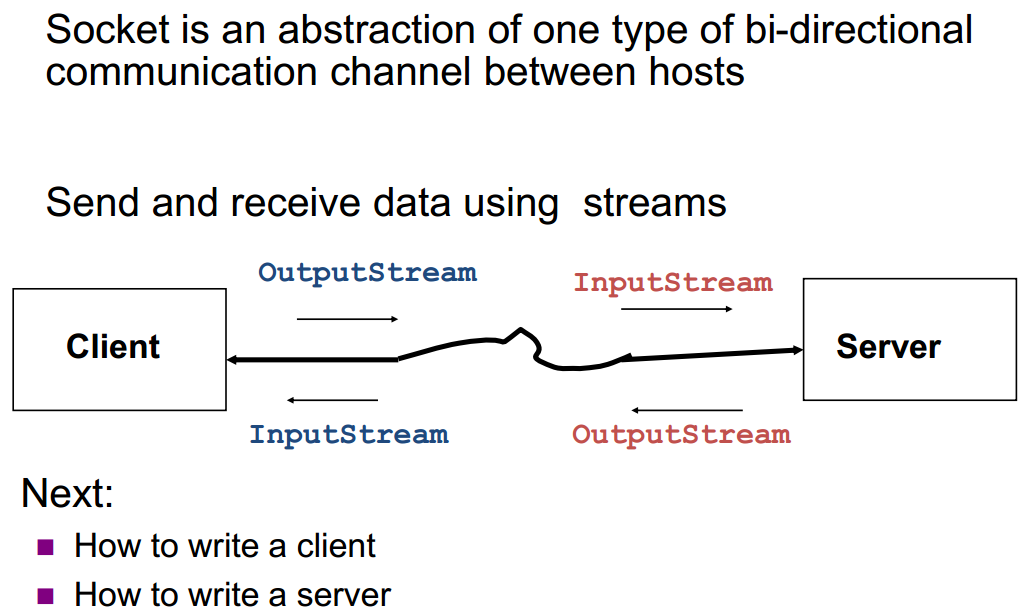 Socket is an abstraction of one type of bi-directional
communication channel between hosts
Send and receive data using streams
OutputStream
InputStream
Client
Server
InputStream
OutputStream
Next:
How to write a client
How to write a server